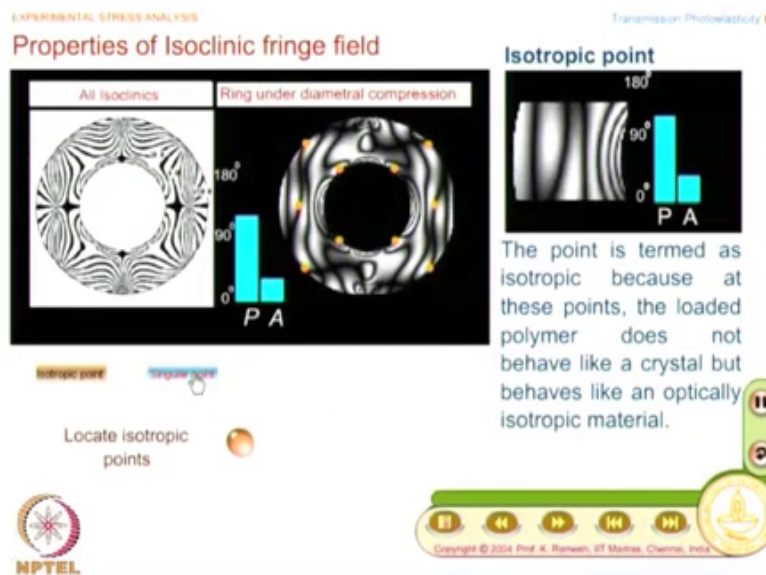 EXPERIMENTAL STRESS ANALYSIS
Transmission Photoelasticity
Properties of Isoclinic fringe field
All Isoclinics
Ring under diametral compression
180°
90°
0°
P A
Isotropic point
180°
90°
0°
P A
The point is termed as
isotropic because at
these points, the loaded
polymer does not
behave like a crystal but
behaves like an optically
isotropic material.
Isotropic point
Singular point
Locate isotropic
points
NPTEL
Copyright © 2004 Prof. K. Ramesh, IIT Madras, Chennai, India